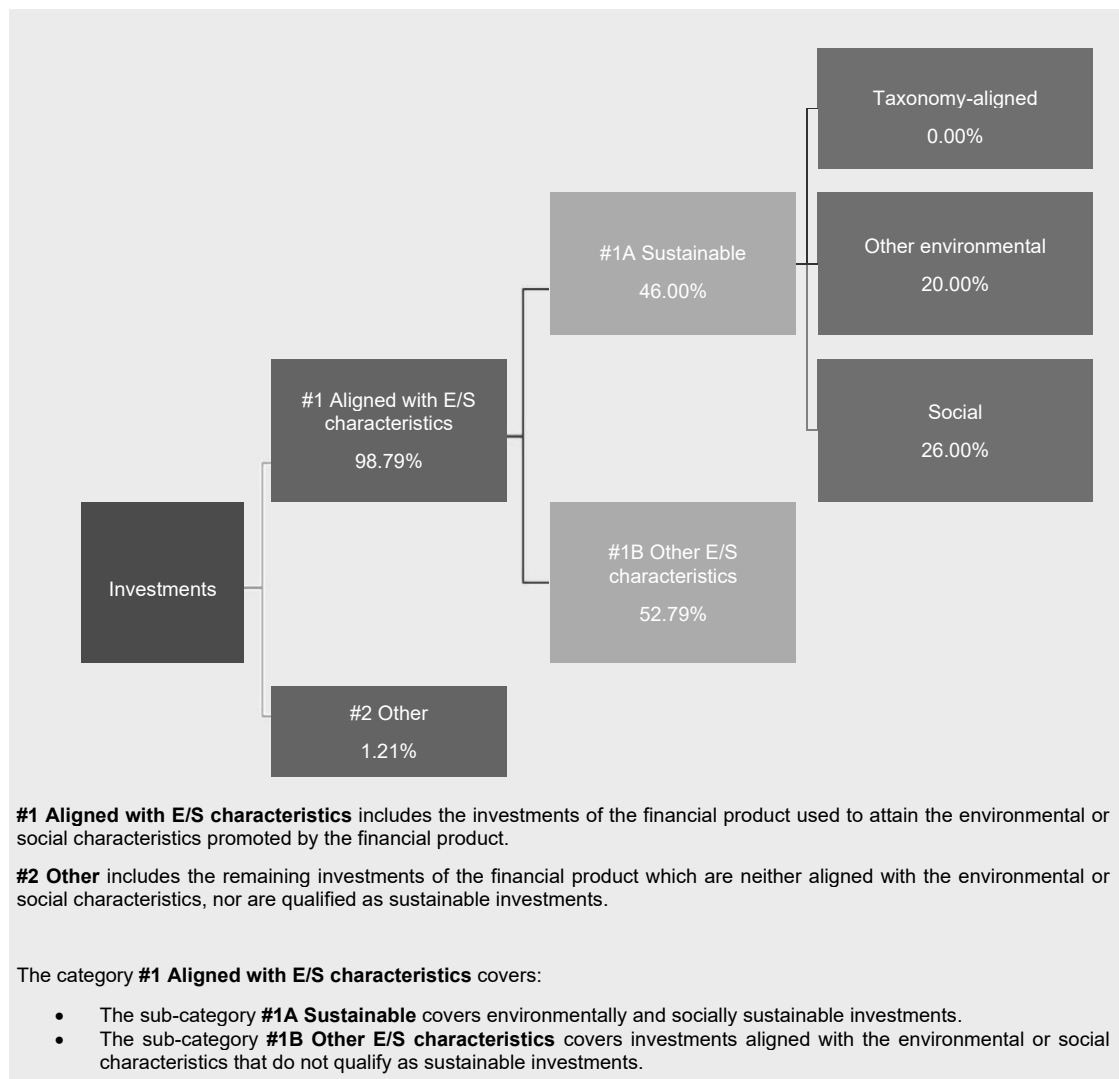 Taxonomy-aligned
0.00%
#1A Sustainable
46.00%
Other environmental
20.00%
#1 Aligned with E/S
characteristics
98.79%
Social
26.00%
Investments
#1B Other E/S
characteristics
52.79%
#2 Other
1.21%
#1 Aligned with E/S characteristics includes the investments of the financial product used to attain the environmental or
social characteristics promoted by the financial product.
#2 Other includes the remaining investments of the financial product which are neither aligned with the environmental or
social characteristics, nor are qualified as sustainable investments.
The category #1 Aligned with E/S characteristics covers:
• The sub-category #1A Sustainable covers environmentally and socially sustainable investments.
• The sub-category #1B Other E/S characteristics covers investments aligned with the environmental or social
characteristics that do not qualify as sustainable investments.